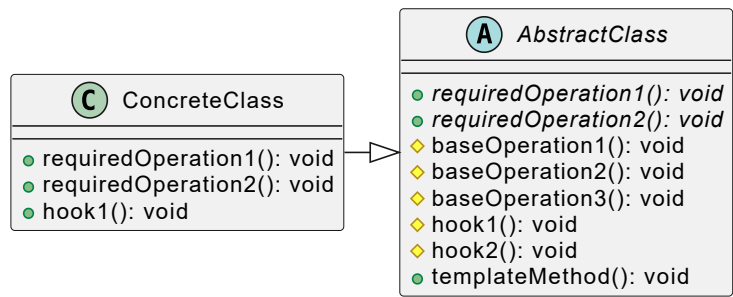 C ConcreteClass
requiredOperation1(): void
requiredOperation2(): void
hook1(): void
A AbstractClass
requiredOperation1(): void
requiredOperation2(): void
baseOperation1(): void
baseOperation2(): void
baseOperation3(): void
hook1(): void
hook2(): void
templateMethod(): void